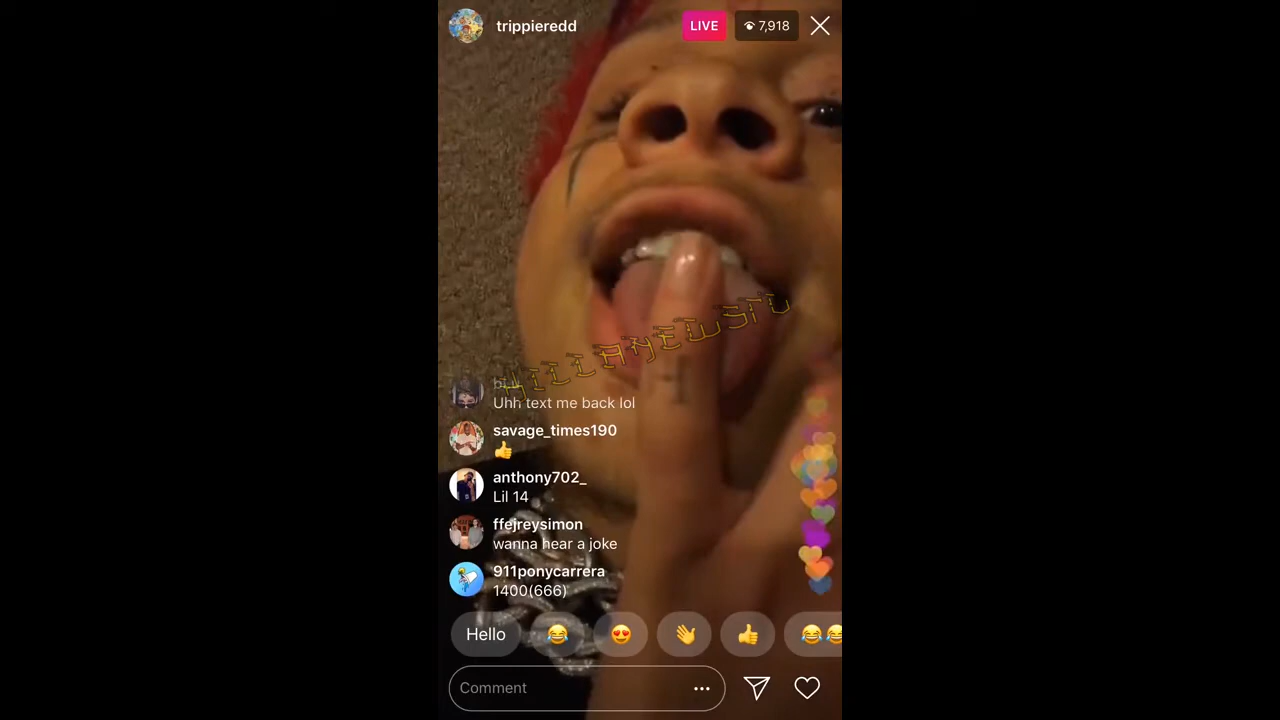 trippieredd
LIVE
7,918
HILLANEWSTV
Uhh text me back lol
savage_times190
👍
anthony702_
Lil 14
ffejreysimon
wanna hear a joke
911ponycarrera
1400(666)
Hello 😂 😍 👋 👍 😂😂
Comment